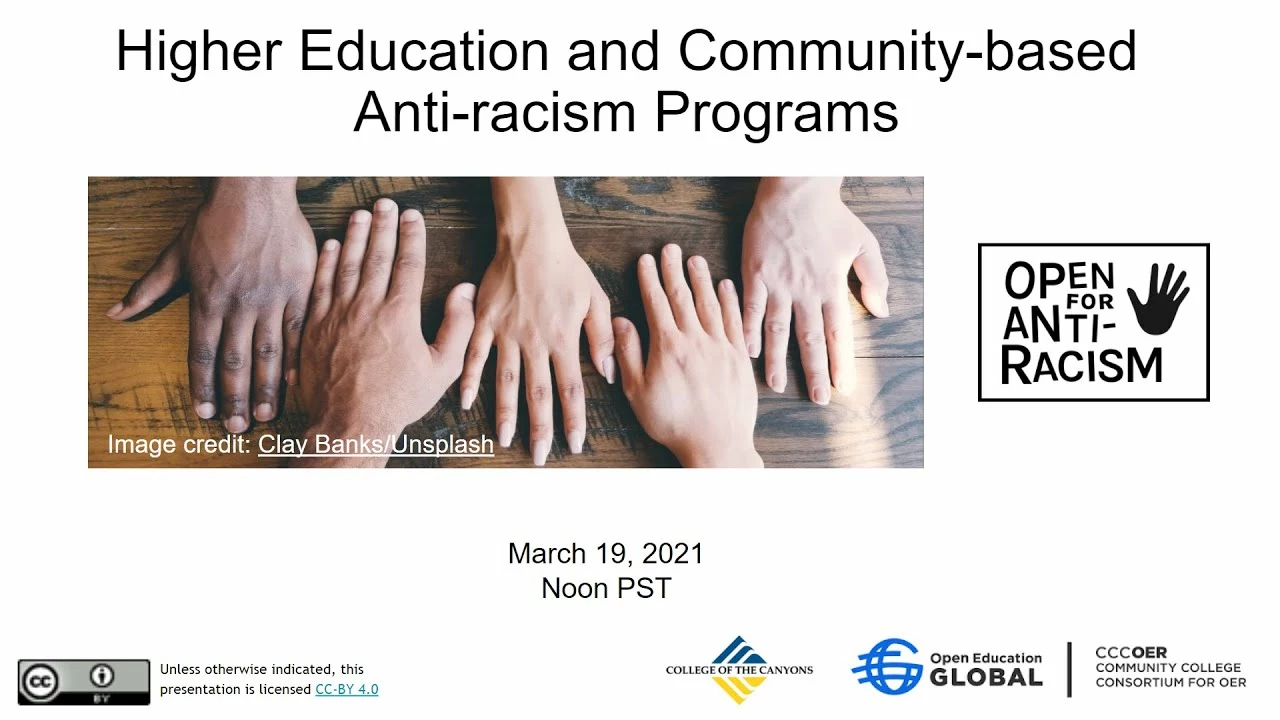 Higher Education and Community-based
Anti-racism Programs
Image credit: Clay Banks/Unsplash
OPEN
FOR
ANTI-
RACISM
March 19, 2021
Noon PST
cc
BY
Unless otherwise indicated, this
presentation is licensed CC-BY 4.0
COLLEGE OF THE CANYONS
Open Education
GLOBAL
CCCOER
COMMUNITY COLLEGE
CONSORTIUM FOR OER